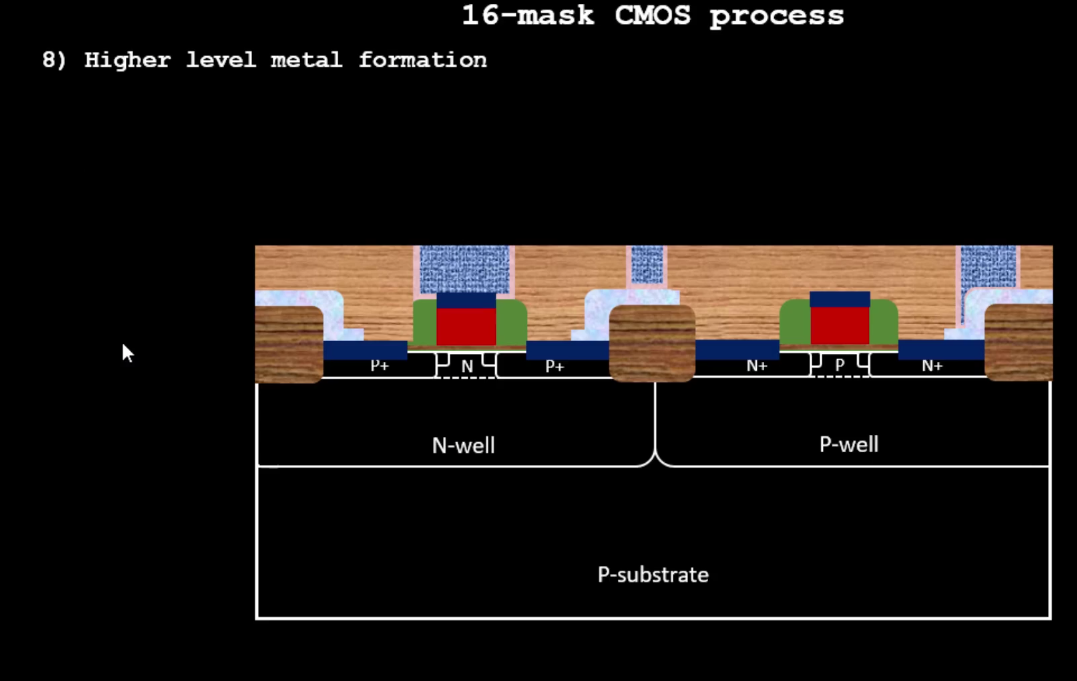 16-mask CMOS process
8) Higher level metal formation
P+ N P+ N+ P N+
N-well P-well
P-substrate